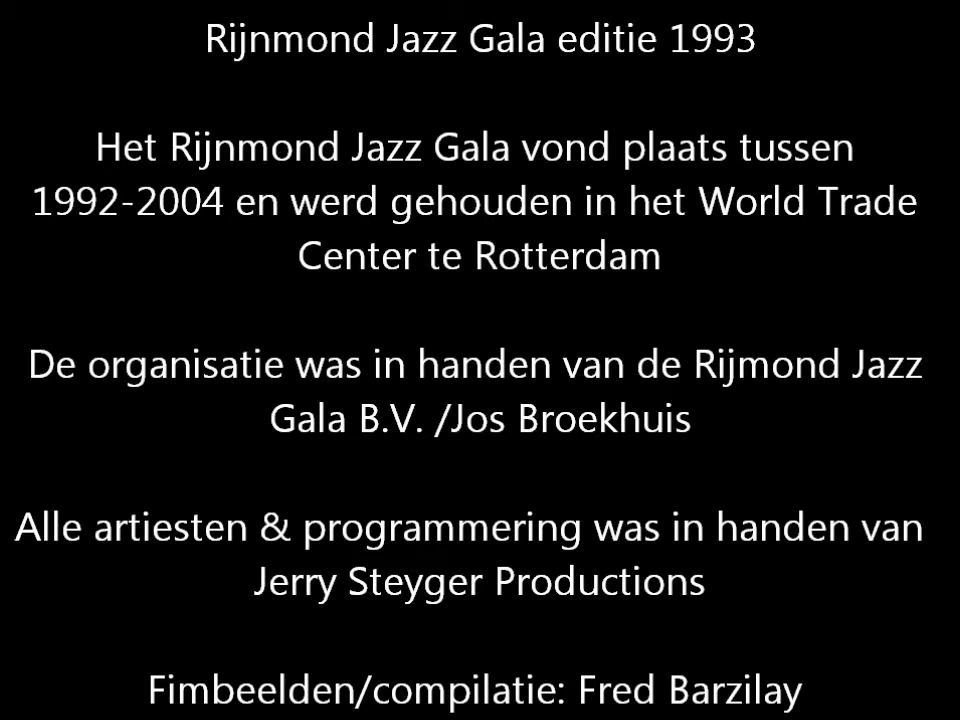 Rijnmond Jazz Gala editie 1993
Het Rijnmond Jazz Gala vond plaats tussen
1992-2004 en werd gehouden in het World Trade
Center te Rotterdam
De organisatie was in handen van de Rijmond Jazz
Gala B.V. /Jos Broekhuis
Alle artiesten & programmering was in handen van
Jerry Steyger Productions
Fimbeelden/compilatie: Fred Barzilay